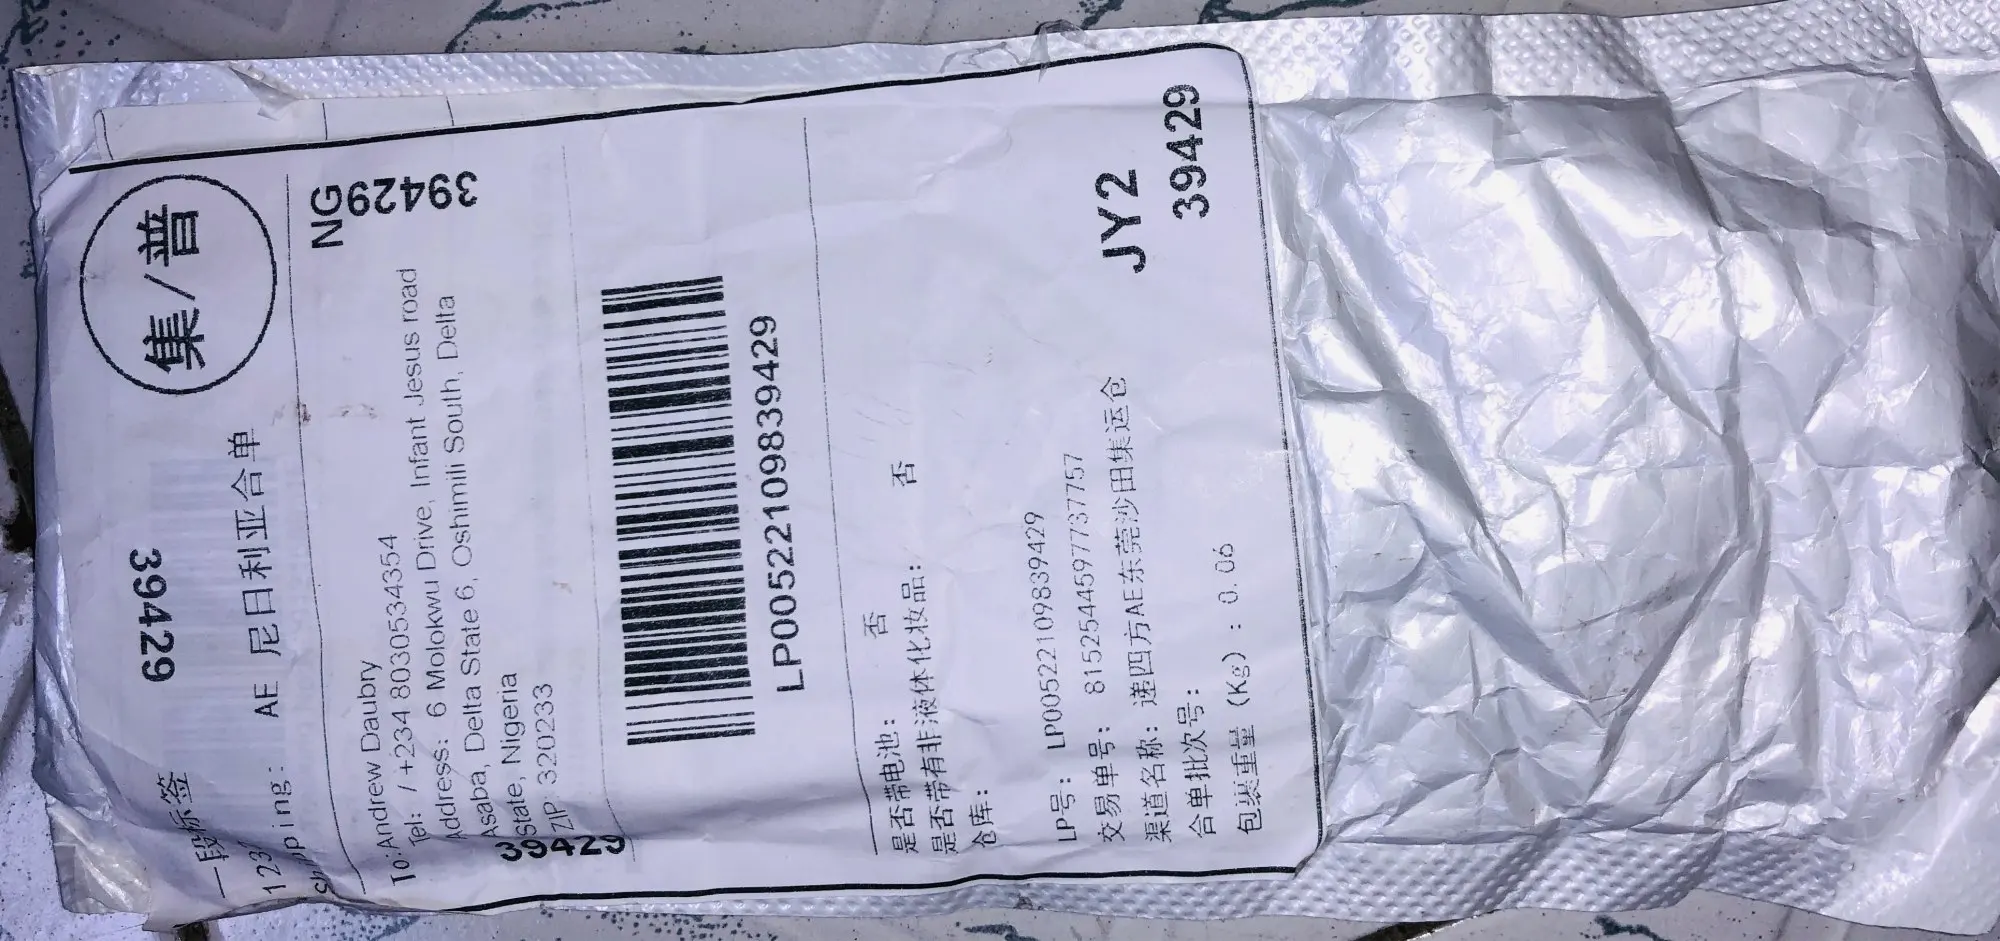 集/普
39429
一段标签
AE 尼日利亚合单
NG
39429
To:Andrew Daubry
Tel: / +234 8030534354
Address: 6 Molokwu Drive, Infant Jesus road
Asaba, Delta State 6, Oshimili South, Delta
State, Nigeria
ZIP: 320233
39429
LP00522109839429
是否带电池: 否
是否带有非液体化妆品: 否
仓库:
LP号: LP00522109839429
交易单号: 8152544597737757
渠道名称: 递四方AE东莞沙田集运仓
合单批次号:
包裹重量 (Kg): 0.06
JY2
39429